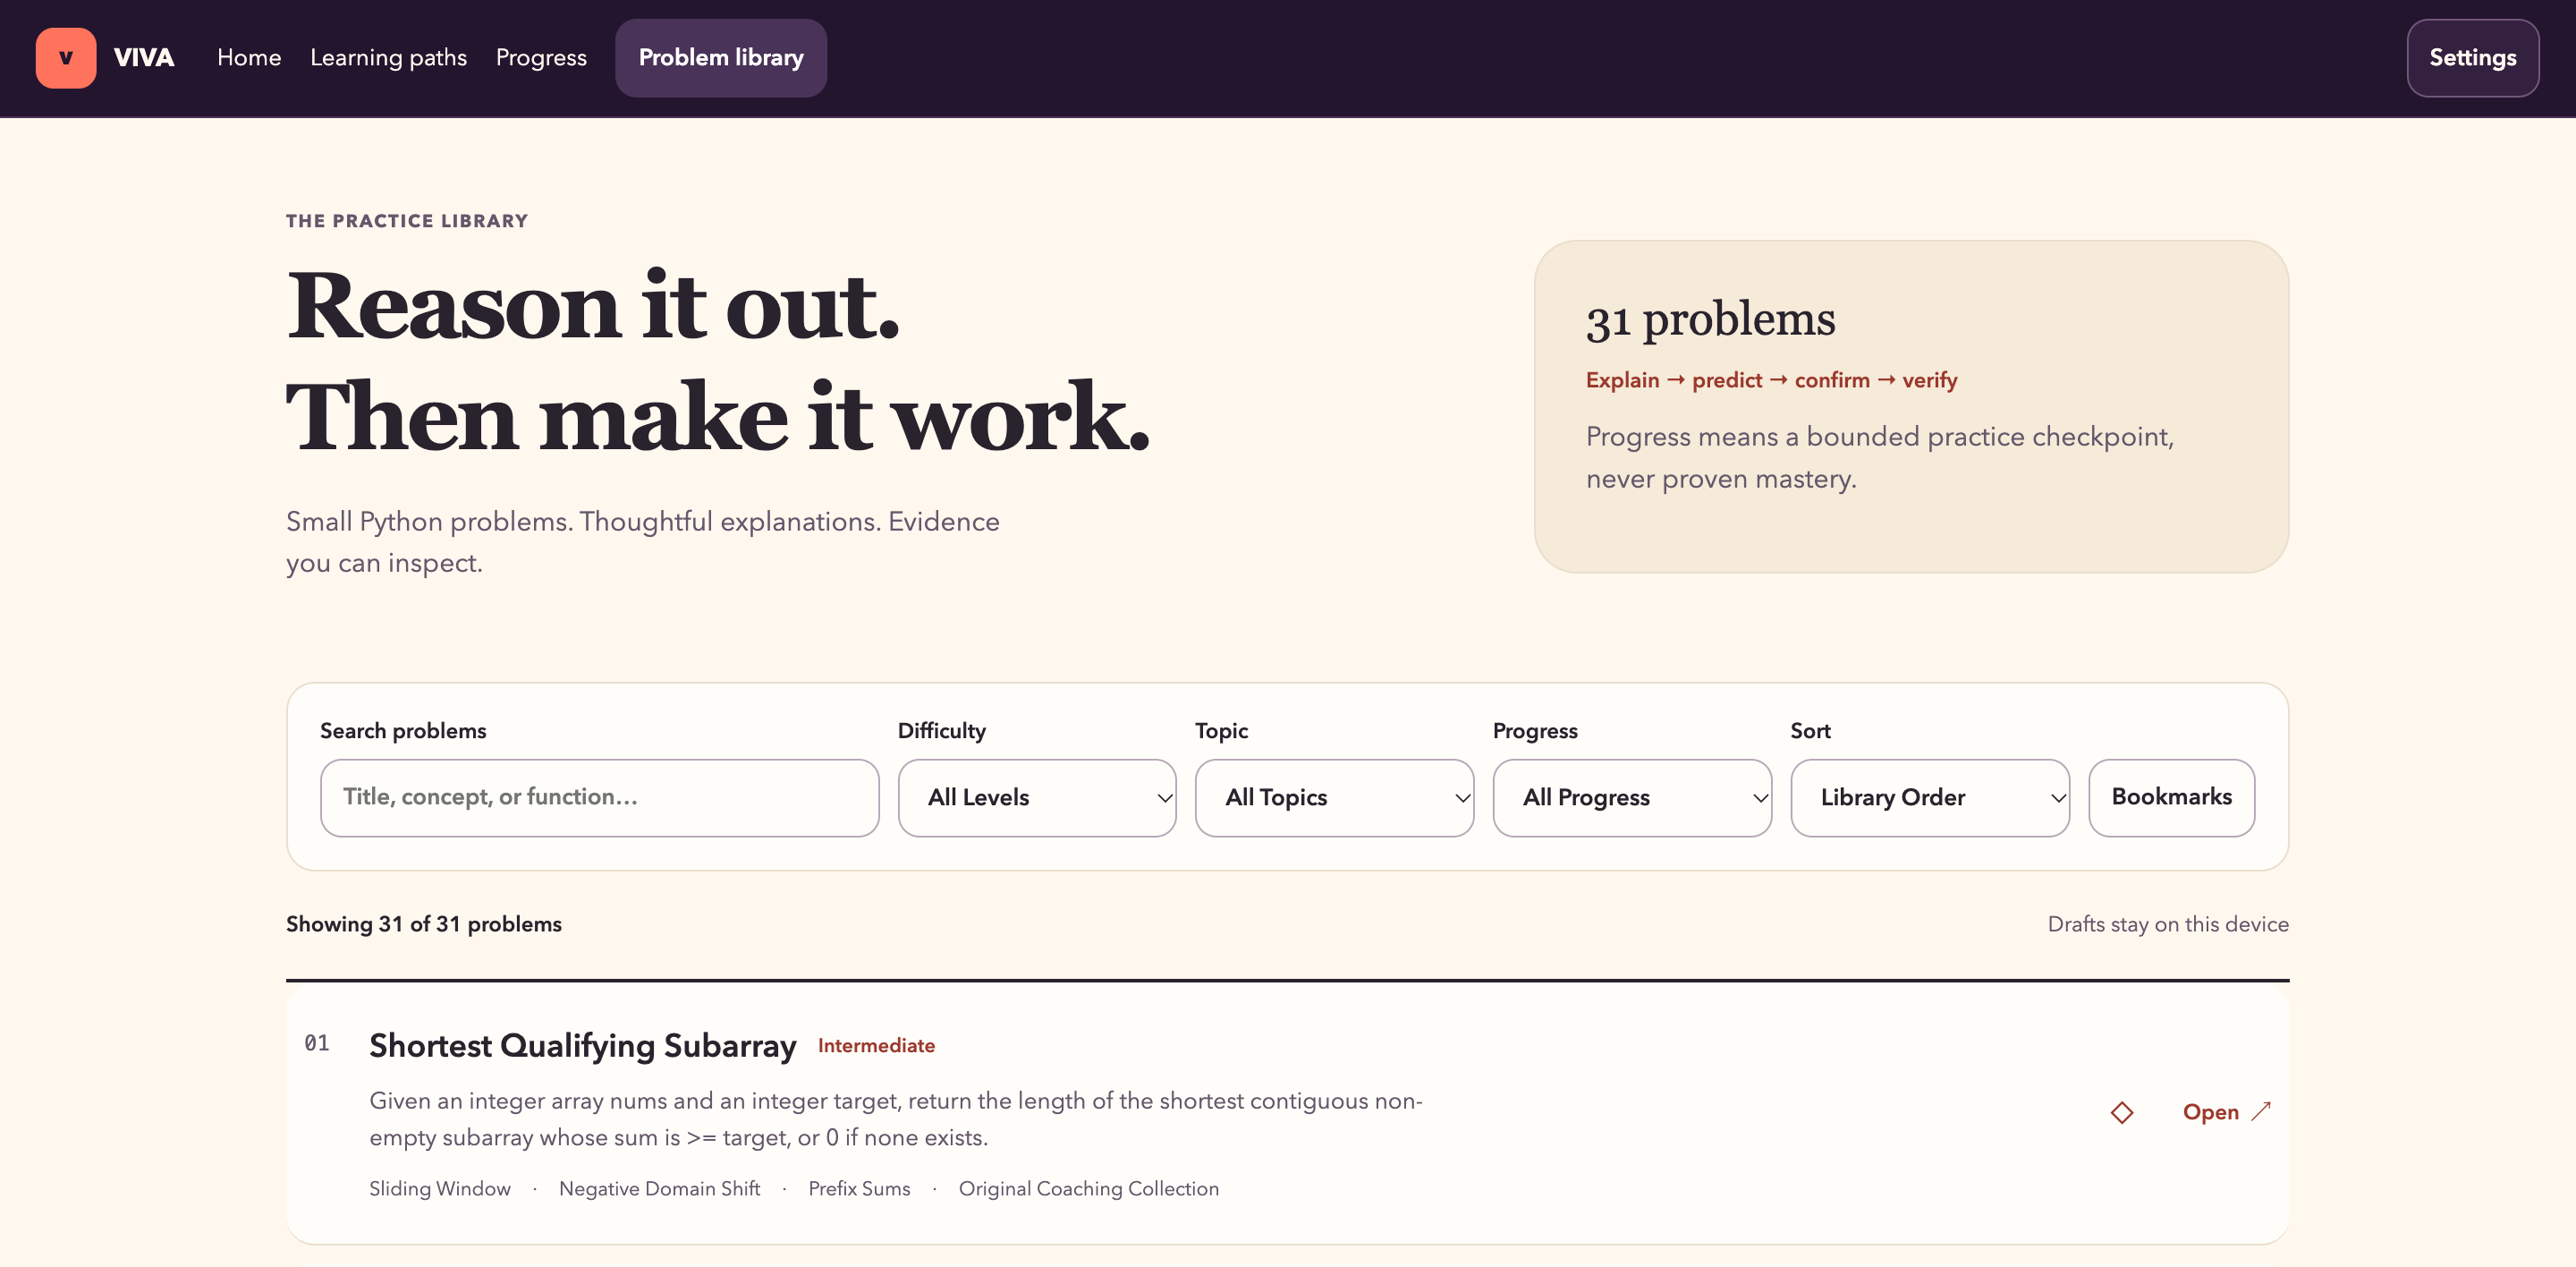 v VIVA Home Learning paths Progress Problem library Settings
THE PRACTICE LIBRARY
Reason it out.
Then make it work.
Small Python problems. Thoughtful explanations. Evidence
you can inspect.
31 problems
Explain → predict → confirm → verify
Progress means a bounded practice checkpoint,
never proven mastery.
Search problems Difficulty Topic Progress Sort
Title, concept, or function... All Levels All Topics All Progress Library Order Bookmarks
Showing 31 of 31 problems Drafts stay on this device
01 Shortest Qualifying Subarray Intermediate
Given an integer array nums and an integer target, return the length of the shortest contiguous non-
empty subarray whose sum is >= target, or 0 if none exists.
Open ↗
Sliding Window · Negative Domain Shift · Prefix Sums · Original Coaching Collection